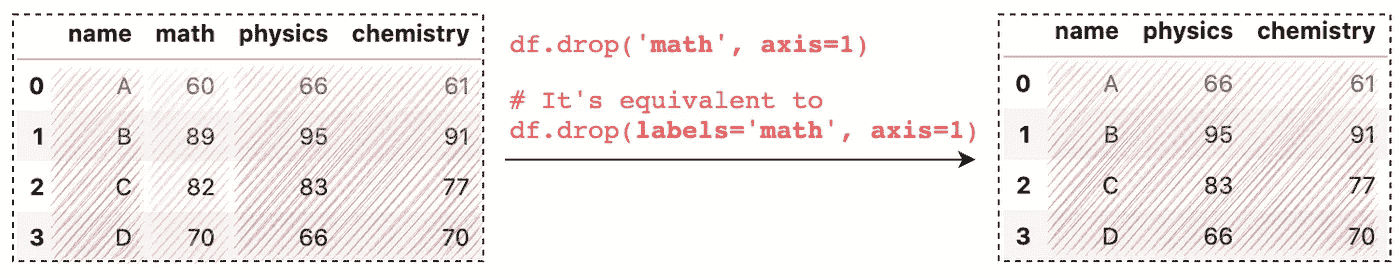 name math physics chemistry
0 A 60 66 61
1 B 89 95 91
2 C 82 83 77
3 D 70 66 70
df.drop('math', axis=1)
# It's equivalent to
df.drop(labels='math', axis=1)
name physics chemistry
0 A 66 61
1 B 95 91
2 C 83 77
3 D 66 70